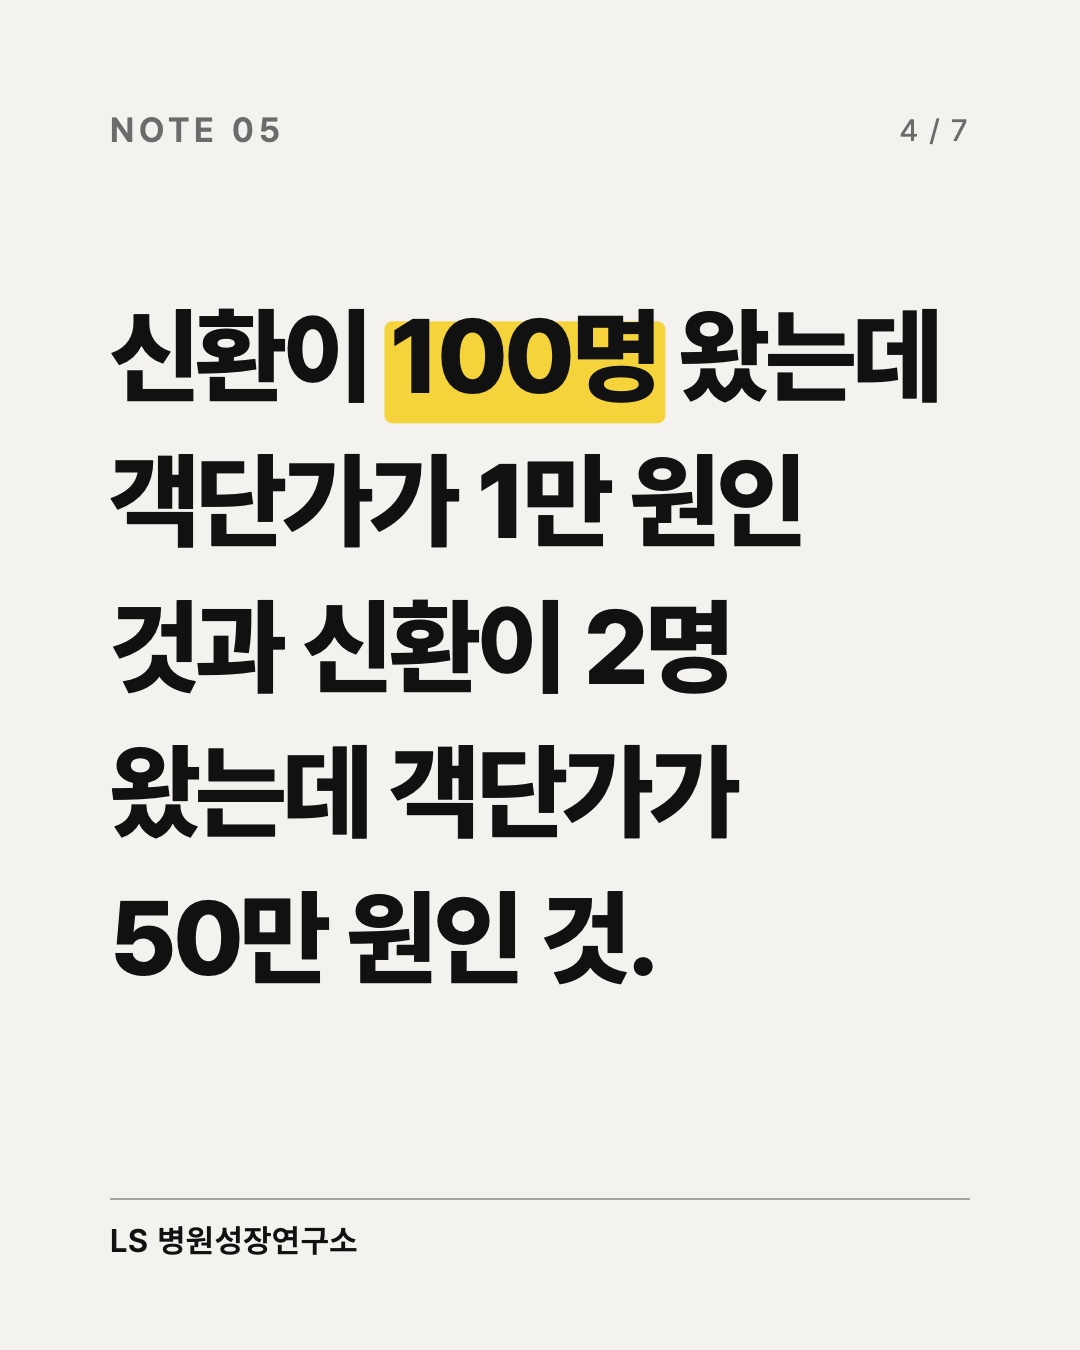 NOTE 05
4 / 7
신환이 100명 왔는데
객단가가 1만 원인
것과 신환이 2명
왔는데 객단가가
50만 원인 것.
LS 병원성장연구소